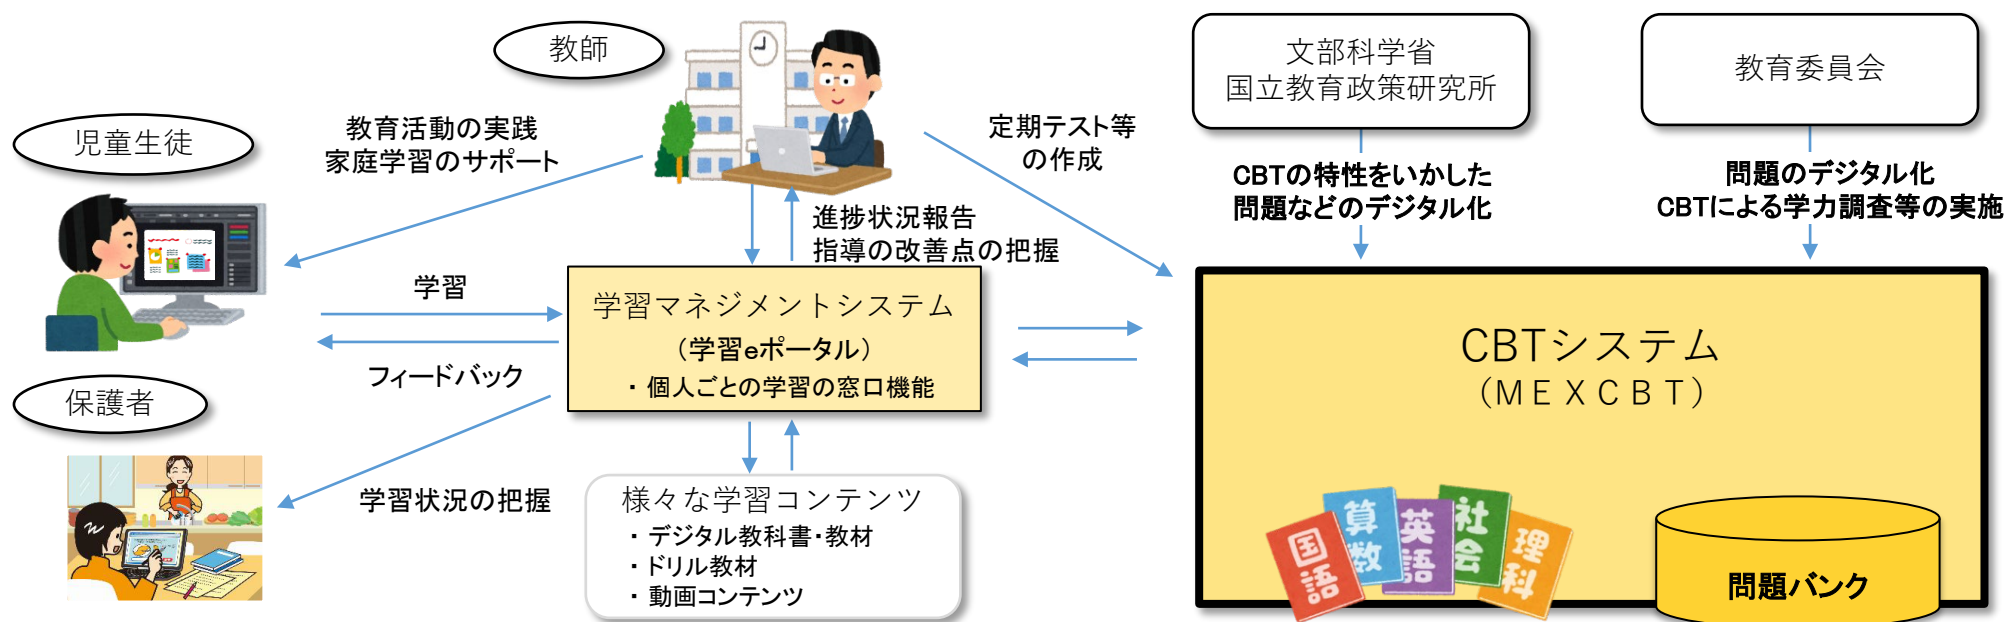 教師
文部科学省
国立教育政策研究所
教育委員会
児童生徒
教育活動の実践
家庭学習のサポート
定期テスト等
の作成
CBTの特性をいかした
問題などのデジタル化
問題のデジタル化
CBTによる学力調査等の実施
進捗状況報告
指導の改善点の把握
学習
フィードバック
学習マネジメントシステム
（学習eポータル）
・個人ごとの学習の窓口機能
CBTシステム
（MEXCBT）
保護者
学習状況の把握
様々な学習コンテンツ
・デジタル教科書・教材
・ドリル教材
・動画コンテンツ
国語
算数
英語
社会
理科
問題バンク